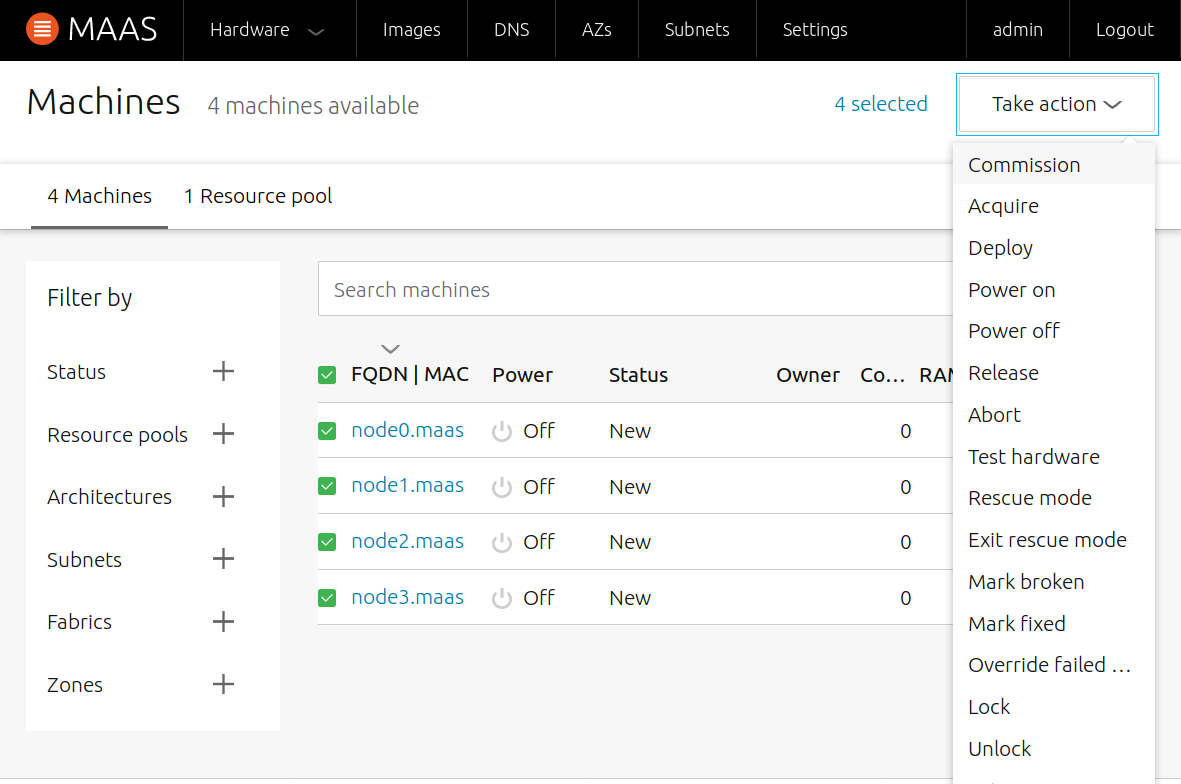 MAAS Hardware Images DNS AZs Subnets Settings admin Logout
Machines 4 machines available 4 selected Take action
4 Machines 1 Resource pool
Filter by
Status
Resource pools
Architectures
Subnets
Fabrics
Zones
Search machines
FQDN | MAC Power Status Owner Co...
node0.maas Off New 0
node1.maas Off New 0
node2.maas Off New 0
node3.maas Off New 0
Commission
Acquire
Deploy
Power on
Power off
Release
Abort
Test hardware
Rescue mode
Exit rescue mode
Mark broken
Mark fixed
Override failed ...
Lock
Unlock